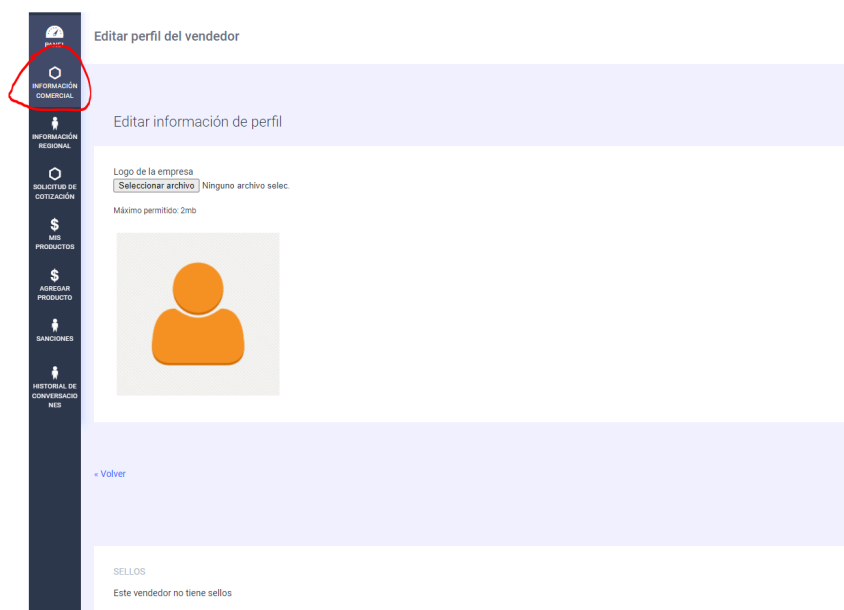 PANEL
Editar perfil del vendedor
INFORMACIÓN
COMERCIAL
INFORMACIÓN
REGIONAL
SOLICITUD DE
COTIZACIÓN
$
MIS
PRODUCTOS
$
AGREGAR
PRODUCTO
SANCIONES
HISTORIAL DE
CONVERSACIO
NES
Editar información de perfil
Logo de la empresa
Seleccionar archivo Ninguno archivo selec.
Máximo permitido: 2mb
« Volver
SELLOS
Este vendedor no tiene sellos